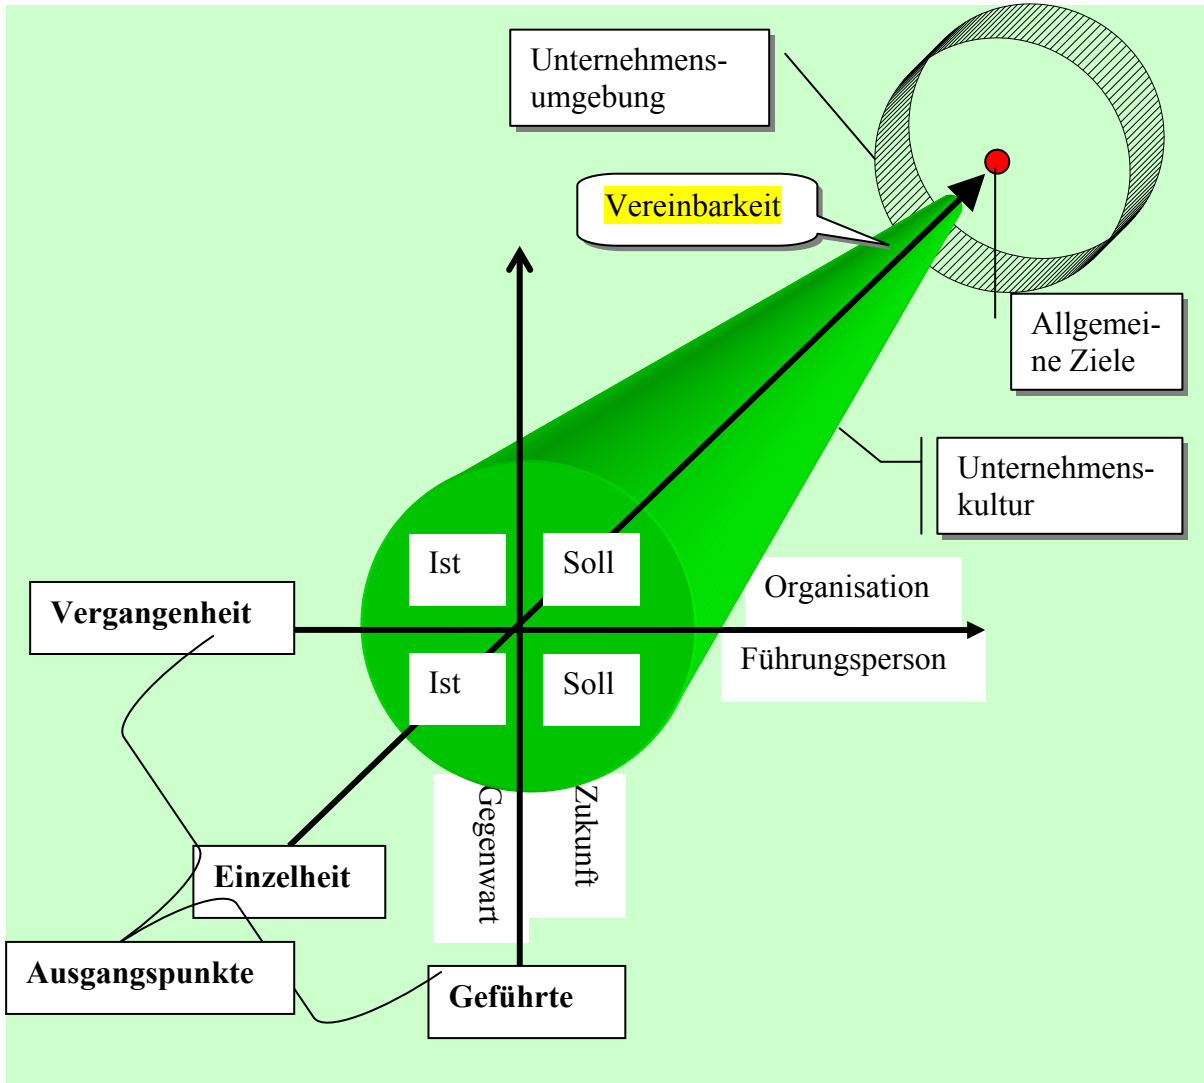 Unternehmens-
umgebung
Vereinbarkeit
Allgemei-
ne Ziele
Unternehmens-
kultur
Ist
Soll
Organisation
Vergangenheit
Führungsperson
Ist
Soll
Gegenwart
Zukunft
Einzelheit
Ausgangspunkte
Geführte